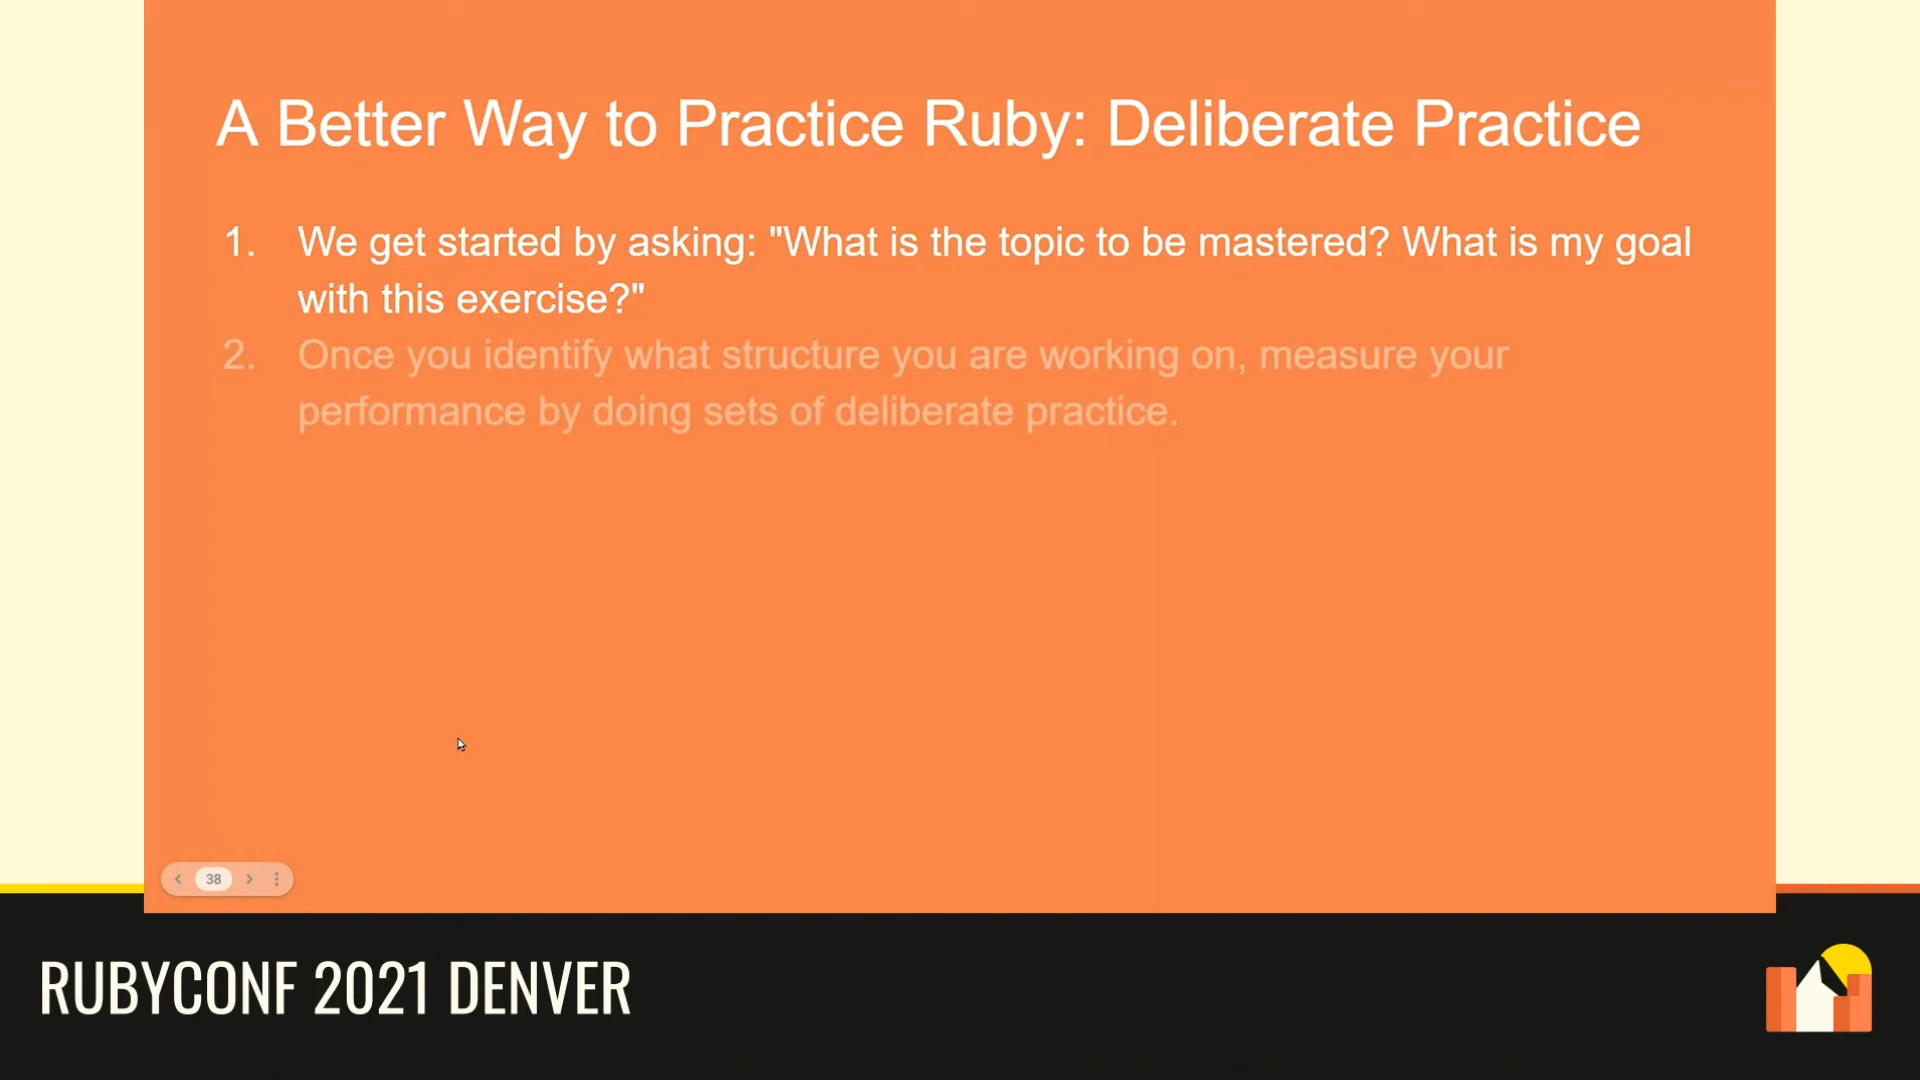 A Better Way to Practice Ruby: Deliberate Practice
1. We get started by asking: "What is the topic to be mastered? What is my goal
with this exercise?"
2. Once you identify what structure you are working on, measure your
performance by doing sets of deliberate practice.
38
RUBYCONF 2021 DENVER